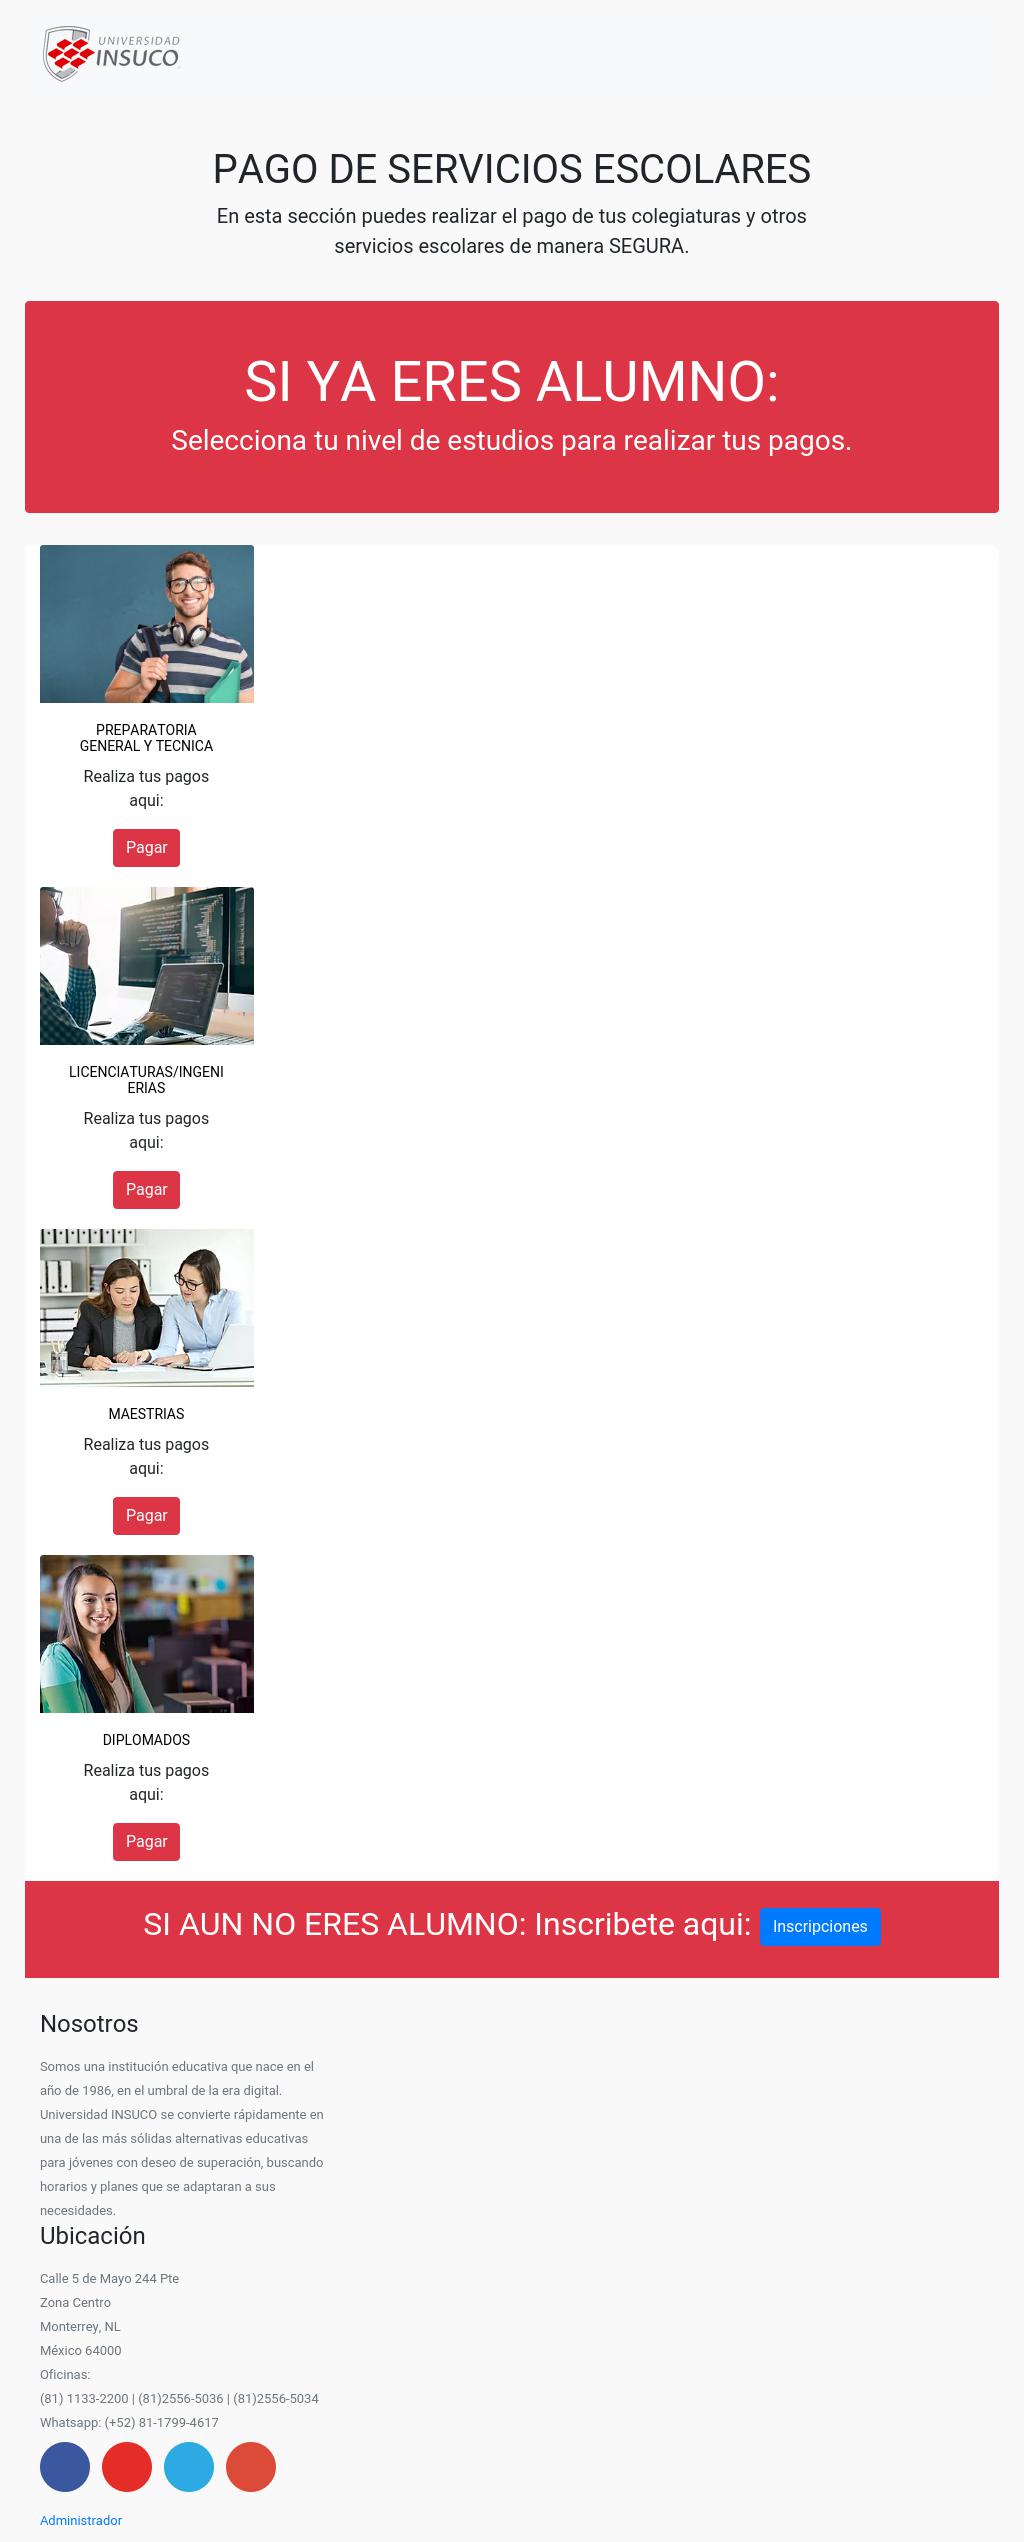 UNIVERSIDAD
INSUCO
PAGO DE SERVICIOS ESCOLARES
En esta sección puedes realizar el pago de tus colegiaturas y otros
servicios escolares de manera SEGURA.
SI YA ERES ALUMNO:
Selecciona tu nivel de estudios para realizar tus pagos.
PREPARATORIA
GENERAL Y TECNICA
Realiza tus pagos
aqui:
Pagar
LICENCIATURAS/INGENI
ERIAS
Realiza tus pagos
aqui:
Pagar
MAESTRIAS
Realiza tus pagos
aqui:
Pagar
DIPLOMADOS
Realiza tus pagos
aqui:
Pagar
SI AUN NO ERES ALUMNO: Inscribete aqui: Inscripciones
Nosotros
Somos una institución educativa que nace en el
año de 1986, en el umbral de la era digital.
Universidad INSUCO se convierte rápidamente en
una de las más sólidas alternativas educativas
para jóvenes con deseo de superación, buscando
horarios y planes que se adaptaran a sus
necesidades.
Ubicación
Calle 5 de Mayo 244 Pte
Zona Centro
Monterrey, NL
México 64000
Oficinas:
(81) 1133-2200 | (81)2556-5036 | (81)2556-5034
Whatsapp: (+52) 81-1799-4617
Administrador